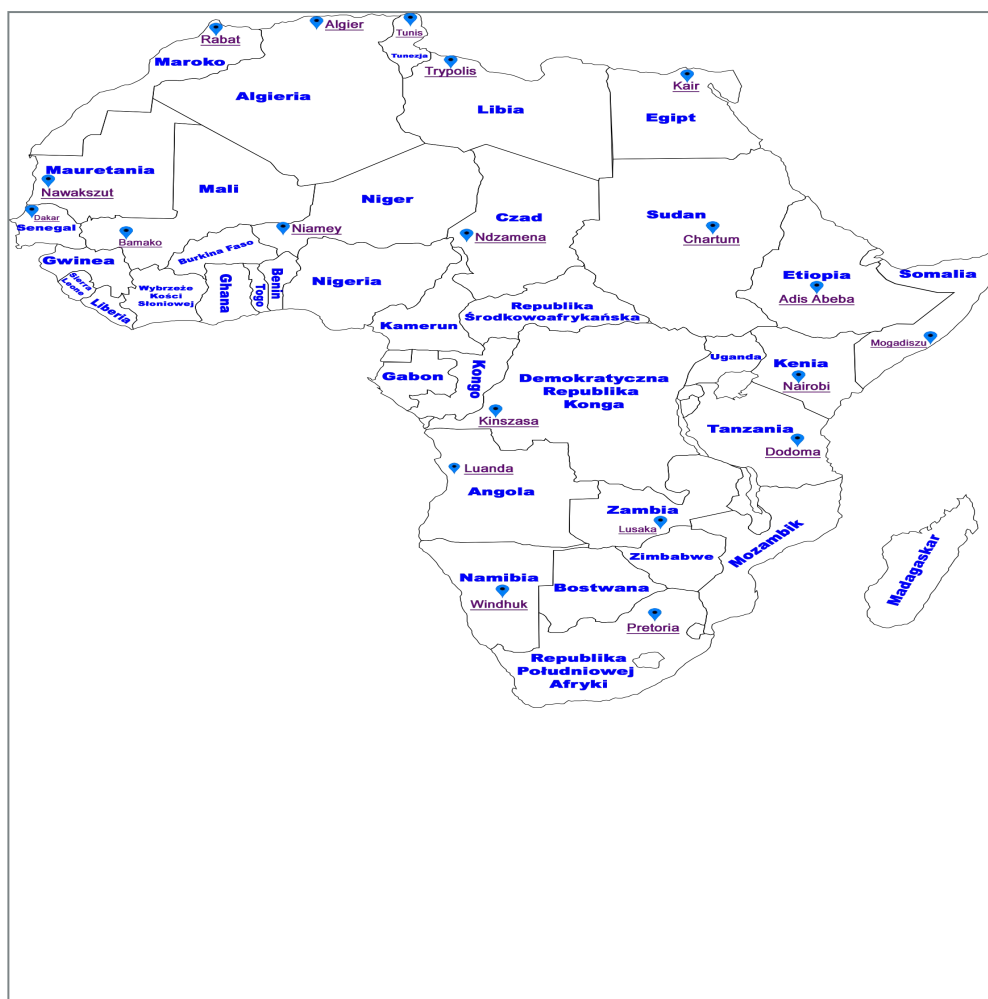 Algier
Tunis
Rabat
Tunezja
Maroko
Trypolis
Kair
Algieria
Libia
Egipt
Mauretania
Nawakszut
Mali
Niger
Czad
Sudan
Dakar
Senegal
Bamako
Niamey
Ndzamena
Chartum
Burkina Faso
Gwinea
Sierra
Leone
Liberia
Wybrzeże
Kości
Słoniowej
Ghana
Togo
Benin
Nigeria
Etiopia
Adis Abeba
Somalia
Republika
Środkowoafrykańska
Kamerun
Mogadiszu
Uganda
Kenia
Nairobi
Gabon
Kongo
Demokratyczna
Republika
Konga
Kinszasa
Tanzania
Dodoma
Luanda
Angola
Zambia
Lusaka
Mozambik
Zimbabwe
Madagaskar
Namibia
Windhuk
Bostwana
Pretoria
Republika
Południowej
Afryki